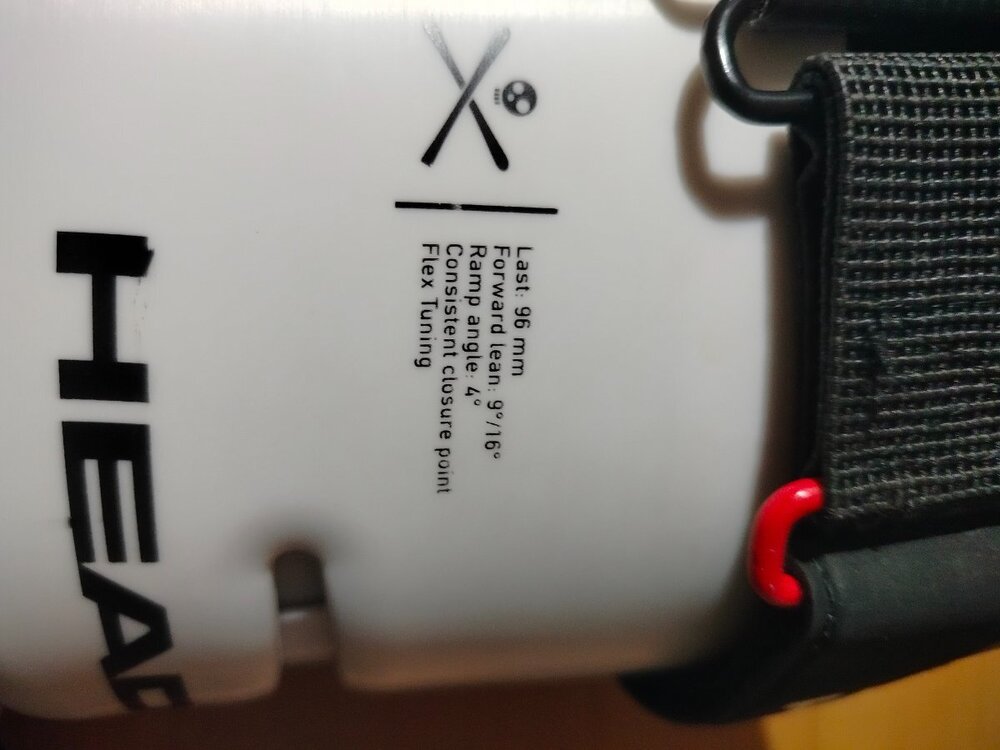 Last: 96 mm
Forward lean: 9°/16°
Ramp angle: 4°
Consistent closure point
Flex Tuning
HEAD